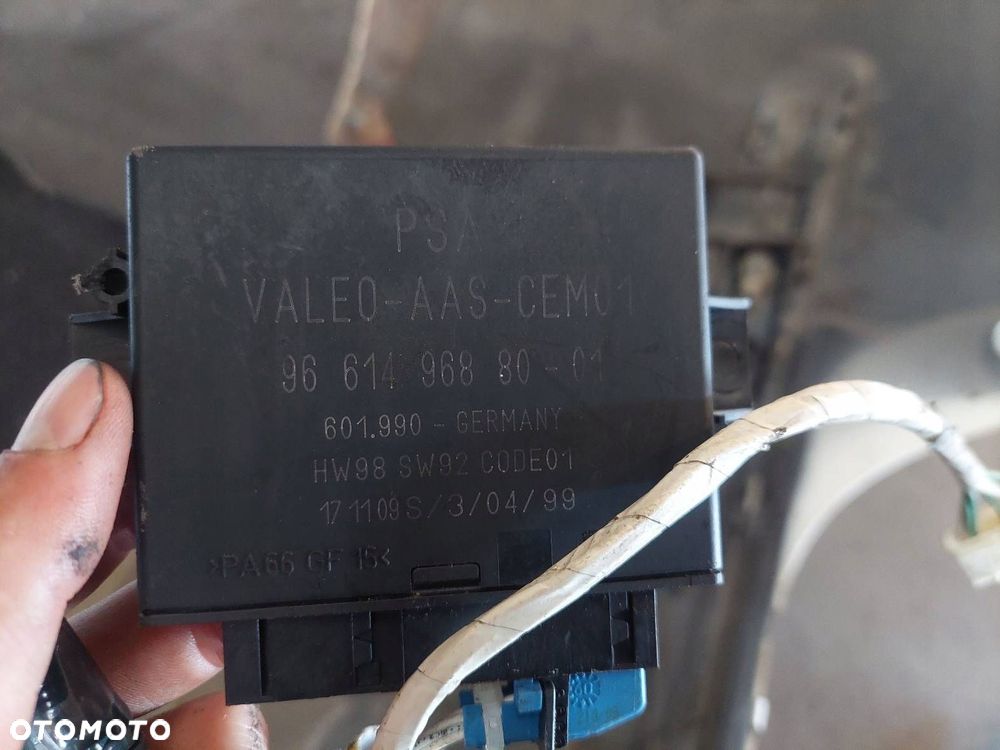 PSA
VALEO-AAS-CEM01
96 614 968 80-01
601.990 - GERMANY
HW98 SW92 CODE01
171109S/3/04/99
>PA66 GF 15<
OTOMOTO